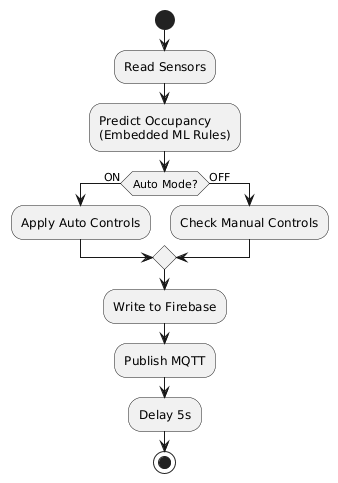 Read Sensors
Predict Occupancy
(Embedded ML Rules)
Auto Mode?
ON
OFF
Apply Auto Controls
Check Manual Controls
Write to Firebase
Publish MQTT
Delay 5s